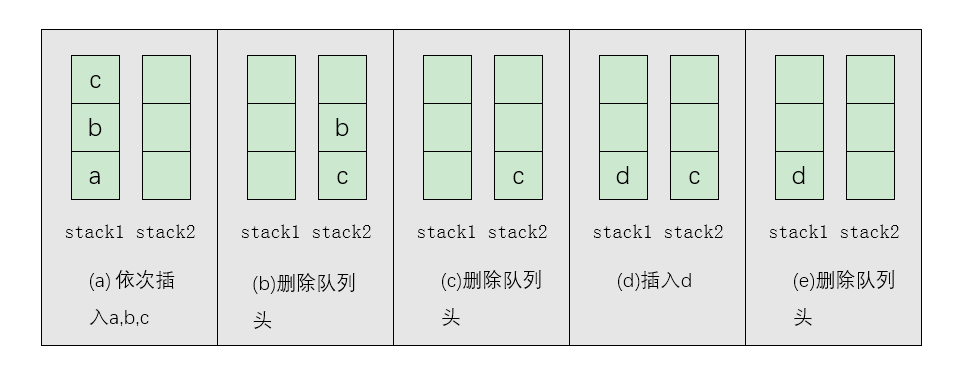 c
b
a
stack1 stack2
(a) 依次插
入a,b,c
b
c
stack1 stack2
(b)删除队列
头
c
stack1 stack2
(c)删除队列
头
d c
stack1 stack2
(d)插入d
d
stack1 stack2
(e)删除队列
头